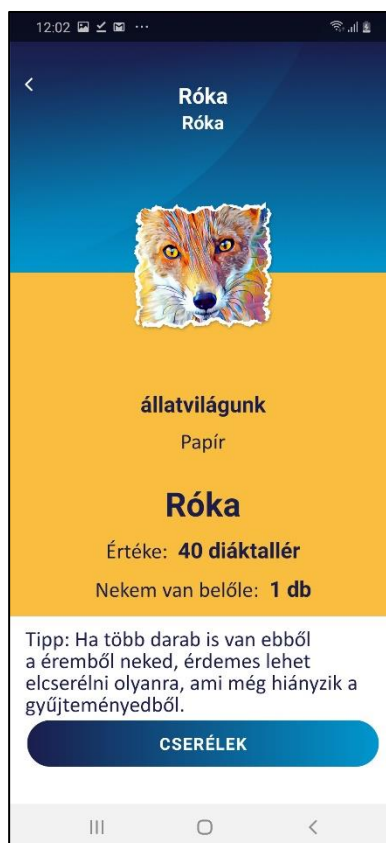 12:02
Róka
Róka
állatvilágunk
Papír
Róka
Értéke: 40 diáktallér
Nekem van belőle: 1 db
Tipp: Ha több darab is van ebből
a éremből neked, érdemes lehet
elcserélni olyanra, ami még hiányzik a
gyűjteményedből.
CSERÉLEK